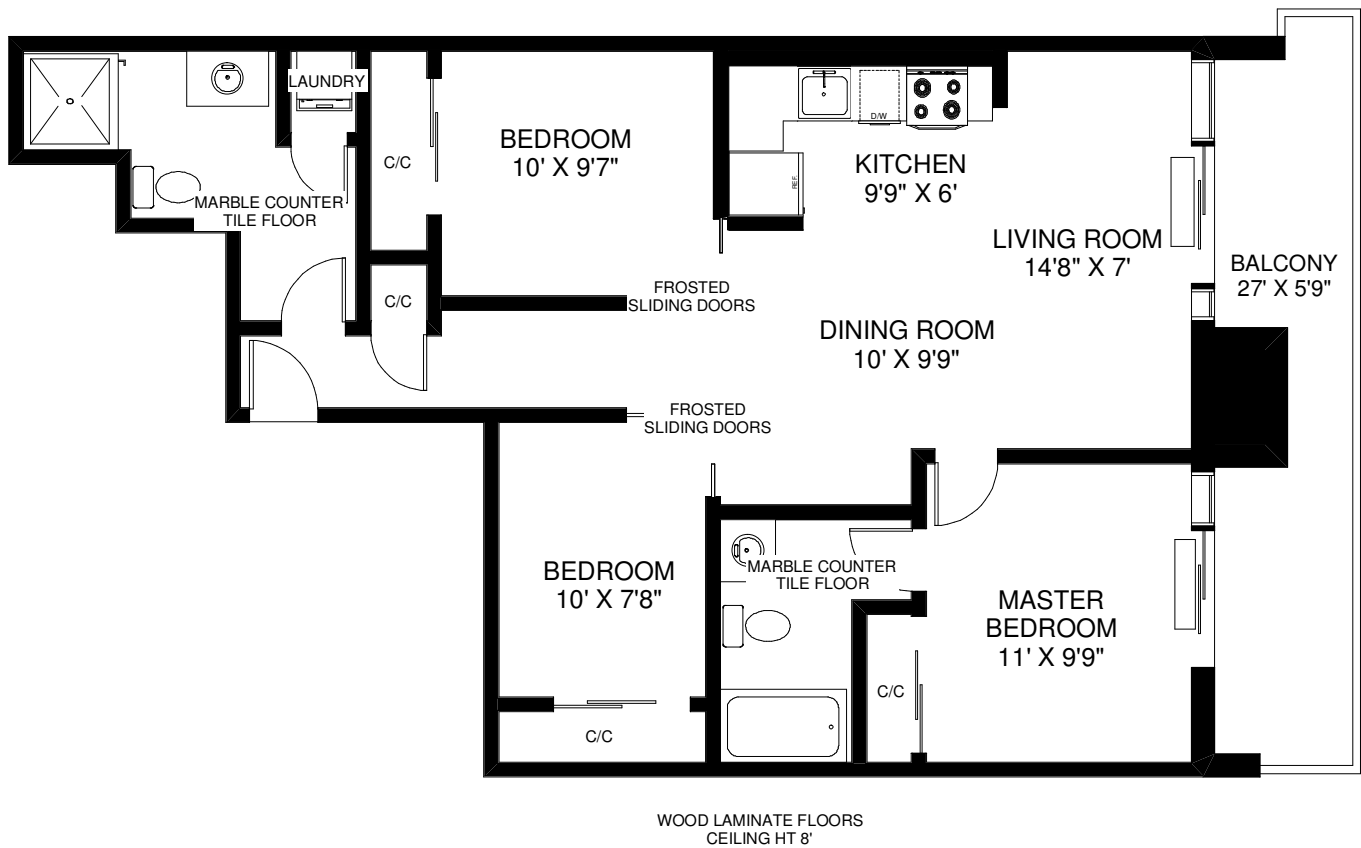 LAUNDRY
BEDROOM
10' X 9'7"
C/C
D/W
REF.
KITCHEN
9'9" X 6'
MARBLE COUNTER
TILE FLOOR
LIVING ROOM
14'8" X 7'
BALCONY
27' X 5'9"
C/C
FROSTED
SLIDING DOORS
DINING ROOM
10' X 9'9"
FROSTED
SLIDING DOORS
BEDROOM
10' X 7'8"
MARBLE COUNTER
TILE FLOOR
MASTER
BEDROOM
11' X 9'9"
C/C
C/C
WOOD LAMINATE FLOORS
CEILING HT 8'